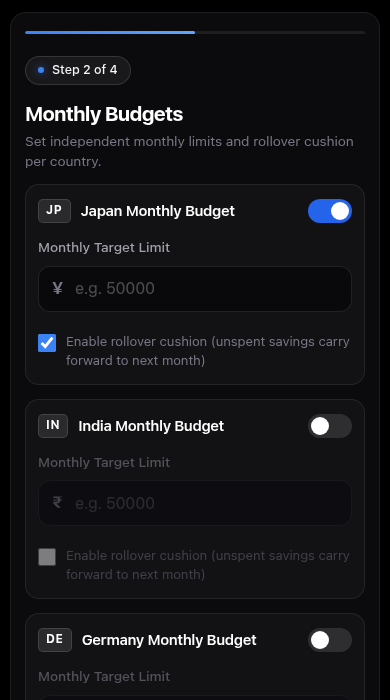 Step 2 of 4
Monthly Budgets
Set independent monthly limits and rollover cushion
per country.
JP Japan Monthly Budget
Monthly Target Limit
¥ e.g. 50000
Enable rollover cushion (unspent savings carry
forward to next month)
IN India Monthly Budget
Monthly Target Limit
₹ e.g. 50000
Enable rollover cushion (unspent savings carry
forward to next month)
DE Germany Monthly Budget
Monthly Target Limit